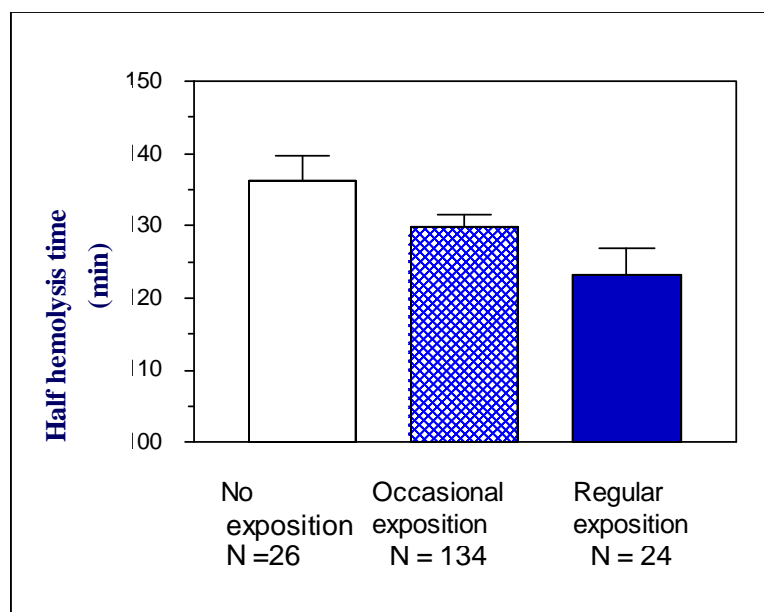 Half hemolysis time
(min)
150
140
130
120
110
100
No
exposition
N =26
Occasional
exposition
N = 134
Regular
exposition
N = 24